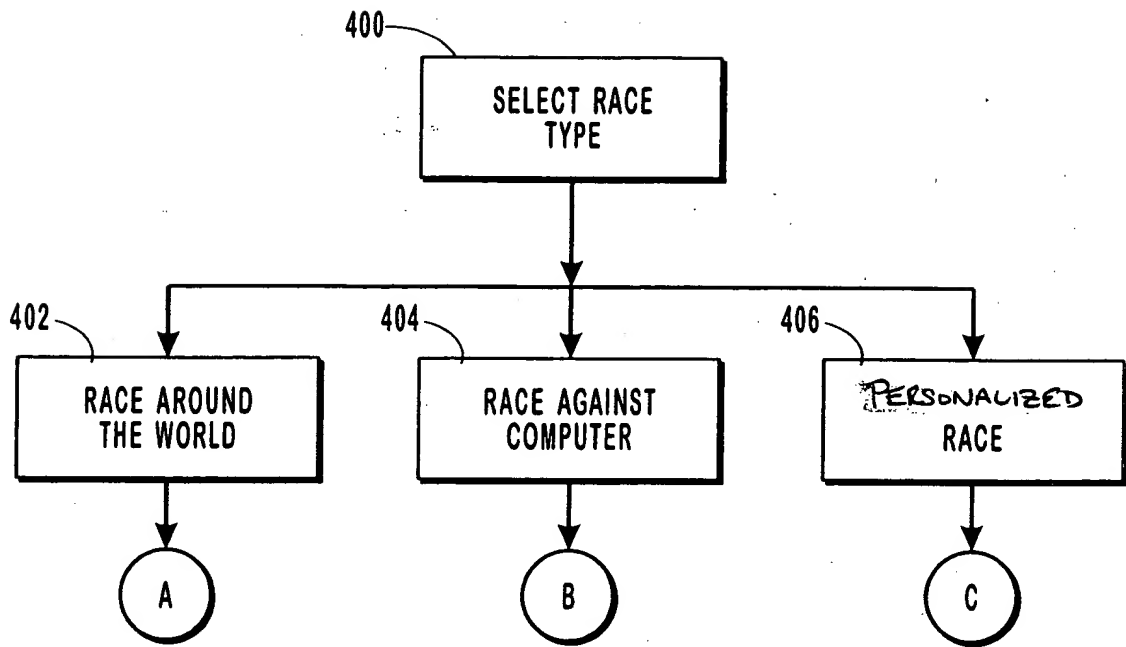 400
SELECT RACE
TYPE
402
404
406
RACE AROUND
THE WORLD
RACE AGAINST
COMPUTER
PERSONALIZED
RACE
A
B
C